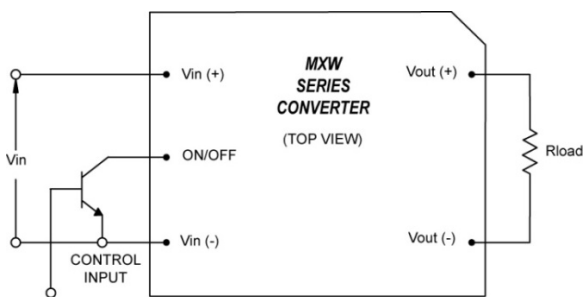 MXW
SERIES
CONVERTER
(TOP VIEW)
Vin (+)
Vout (+)
Vin
ON/OFF
Rload
Vin (-)
Vout (-)
CONTROL
INPUT